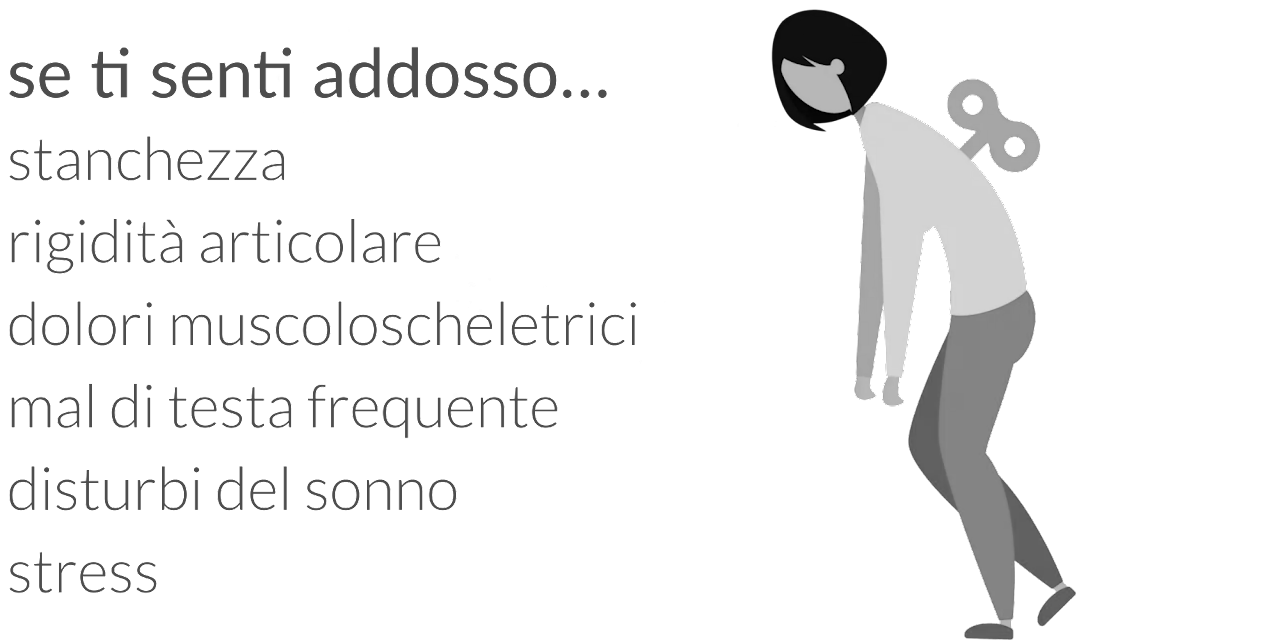 se ti senti addosso...
stanchezza
rigidità articolare
dolori muscoloscheletrici
mal di testa frequente
disturbi del sonno
stress